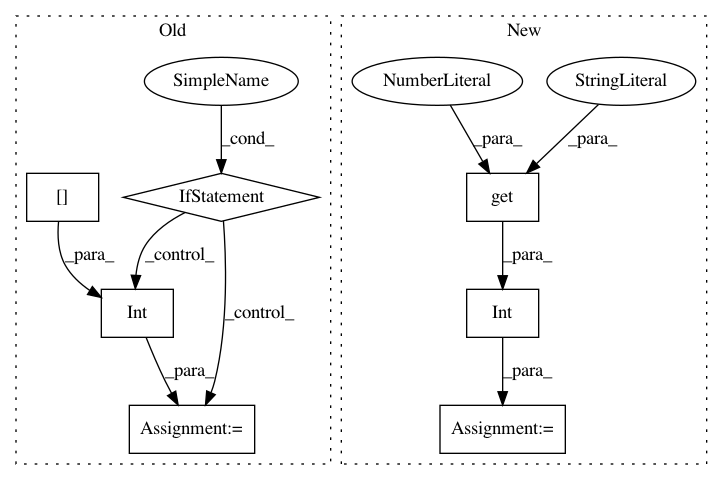 Old
New
SimpleName
NumberLiteral
StringLiteral
_cond_
_para_
_para_
[]
IfStatement
get
_para_
_control_
_control_
_para_
Int
Int
_para_
_para_
Assignment:=
Assignment:=